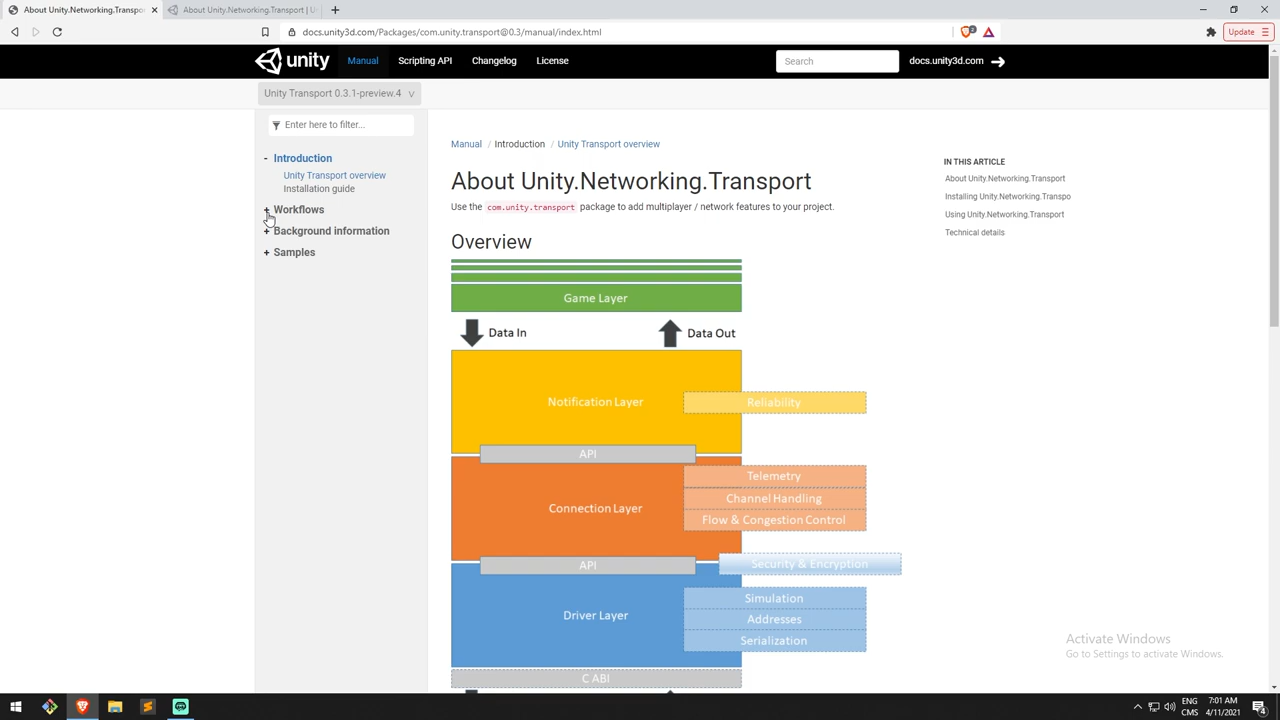 About Unity.Networking.Transpo
About Unity.Networking.Transport | U
docs.unity3d.com/Packages/com.unity.transport@0.3/manual/index.html
2
Update
unity
Manual
Scripting API
Changelog
License
Search
docs.unity3d.com
Unity Transport 0.3.1-preview.4
Enter here to filter...
- Introduction
Unity Transport overview
Installation guide
+ Workflows
+ Background information
+ Samples
Manual / Introduction / Unity Transport overview
About Unity.Networking.Transport
Use the com.unity.transport package to add multiplayer / network features to your project.
Overview
Game Layer
Data In
Data Out
Notification Layer
Reliability
API
Telemetry
Channel Handling
Connection Layer
Flow & Congestion Control
API
Security & Encryption
Simulation
Driver Layer
Addresses
Serialization
C ABI
IN THIS ARTICLE
About Unity.Networking.Transport
Installing Unity.Networking.Transpo
Using Unity.Networking.Transport
Technical details
Activate Windows
Go to Settings to activate Windows.
ENG
CMS
7:01 AM
4/11/2021
4